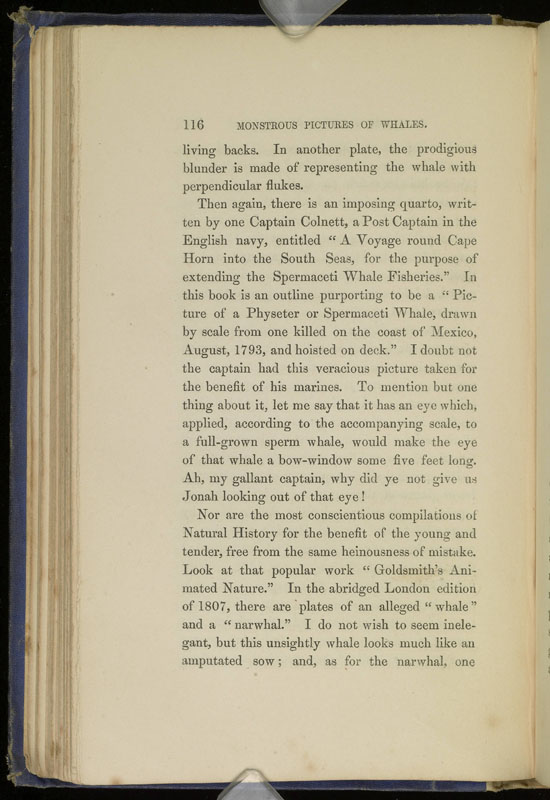 116 MONSTROUS PICTURES OF WHALES.
living backs. In another plate, the prodigious
blunder is made of representing the whale with
perpendicular flukes.
Then again, there is an imposing quarto, writ-
ten by one Captain Colnett, a Post Captain in the
English navy, entitled “ A Voyage round Cape
Horn into the South Seas, for the purpose of
extending the Spermaceti Whale Fisheries.” In
this book is an outline purporting to be a “ Pic-
ture of a Physeter or Spermaceti Whale, drawn
by scale from one killed on the coast of Mexico,
August, 1793, and hoisted on deck.” I doubt not
the captain had this veracious picture taken for
the benefit of his marines. To mention but one
thing about it, let me say that it has an eye which,
applied, according to the accompanying scale, to
a full-grown sperm whale, would make the eye
of that whale a bow-window some five feet long.
Ah, my gallant captain, why did ye not give us
Jonah looking out of that eye !
Nor are the most conscientious compilations of
Natural History for the benefit of the young and
tender, free from the same heinousness of mistake.
Look at that popular work “ Goldsmith’s Ani-
mated Nature.” In the abridged London edition
of 1807, there are plates of an alleged “ whale ”
and a “ narwhal.” I do not wish to seem inele-
gant, but this unsightly whale looks much like an
amputated sow ; and, as for the narwhal, one